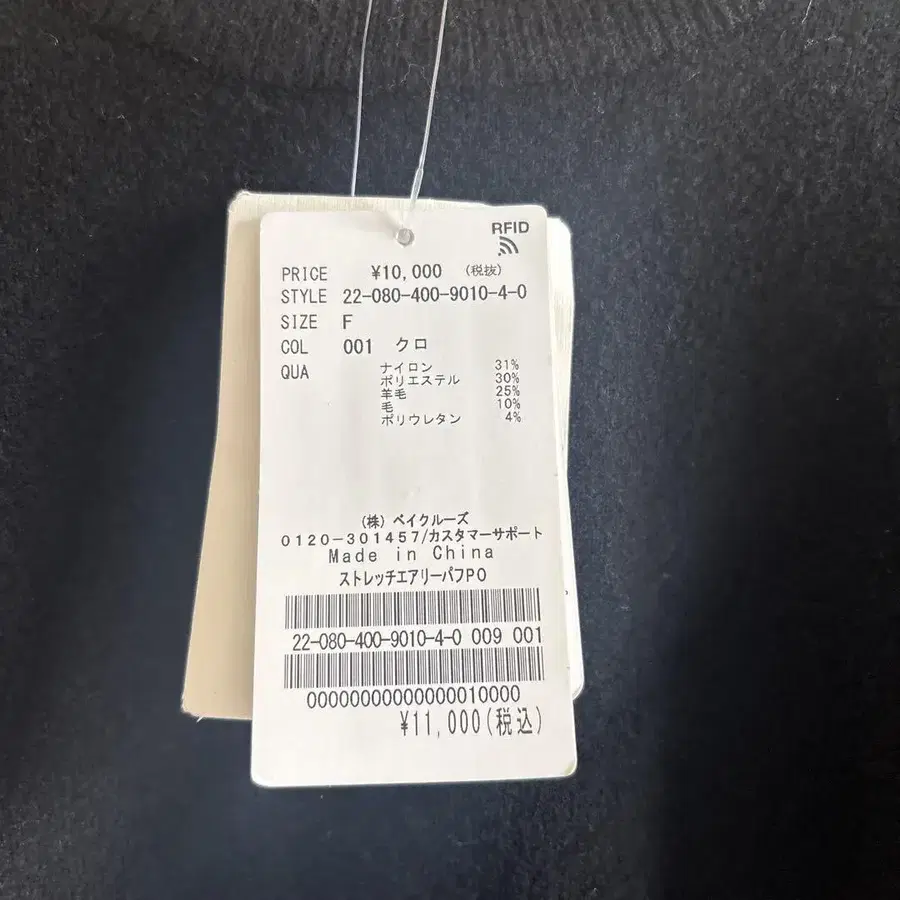 RFID
PRICE ¥10,000 (税抜)
STYLE 22-080-400-9010-4-0
SIZE F
COL 001 クロ
QUA ナイロン 31%
ポリエステル 30%
羊毛 25%
毛 10%
ポリウレタン 4%
(株) ベイクルーズ
0120-301457/カスタマーサポート
Made in China
ストレッチエアリーパフPO
22-080-400-9010-4-0 009 001
00000000000000010000
¥11,000(税込)